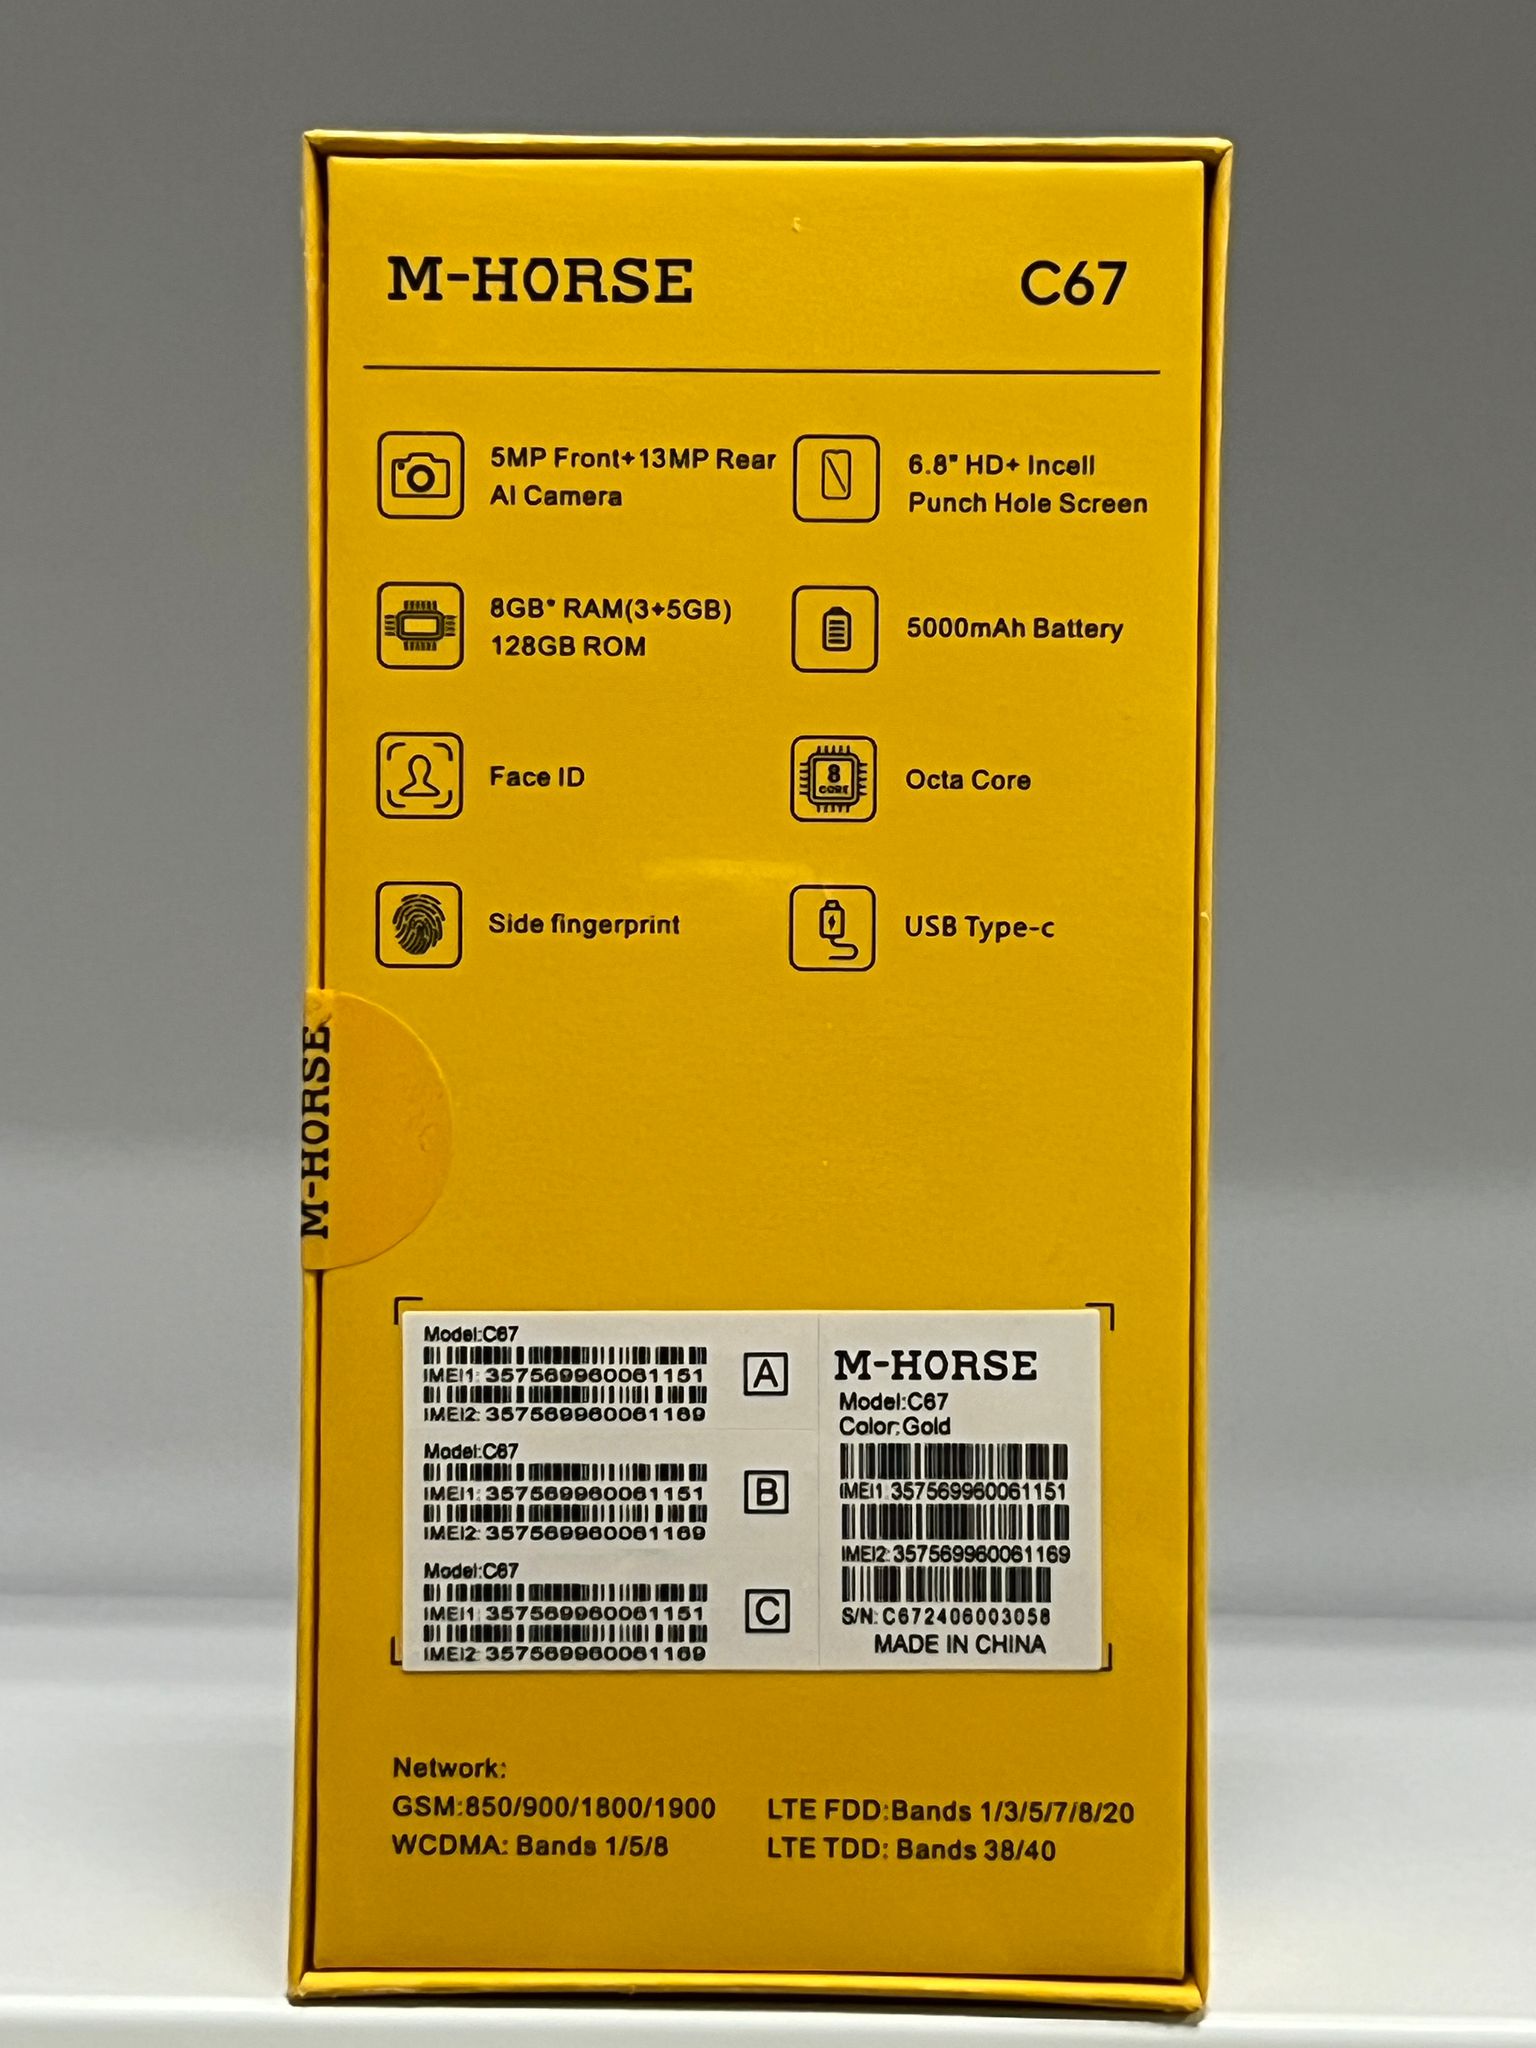 M-HORSE C67
5MP Front+13MP Rear
AI Camera
6.8" HD+ Incell
Punch Hole Screen
8GB* RAM(3+5GB)
128GB ROM
5000mAh Battery
Face ID
8
CORE
Octa Core
Side fingerprint
USB Type-c
M-HORSE
Model:C67
IMEI1: 357569960061151
IMEI2: 357569960061169
A
Model:C67
IMEI1: 357569960061151
IMEI2: 357569960061169
B
Model:C67
IMEI1: 357569960061151
IMEI2: 357569960061169
C
M-HORSE
Model:C67
Color:Gold
IMEI1: 357569960061151
IMEI2: 357569960061169
S/N: C672406003058
MADE IN CHINA
Network:
GSM:850/900/1800/1900
WCDMA: Bands 1/5/8
LTE FDD:Bands 1/3/5/7/8/20
LTE TDD: Bands 38/40